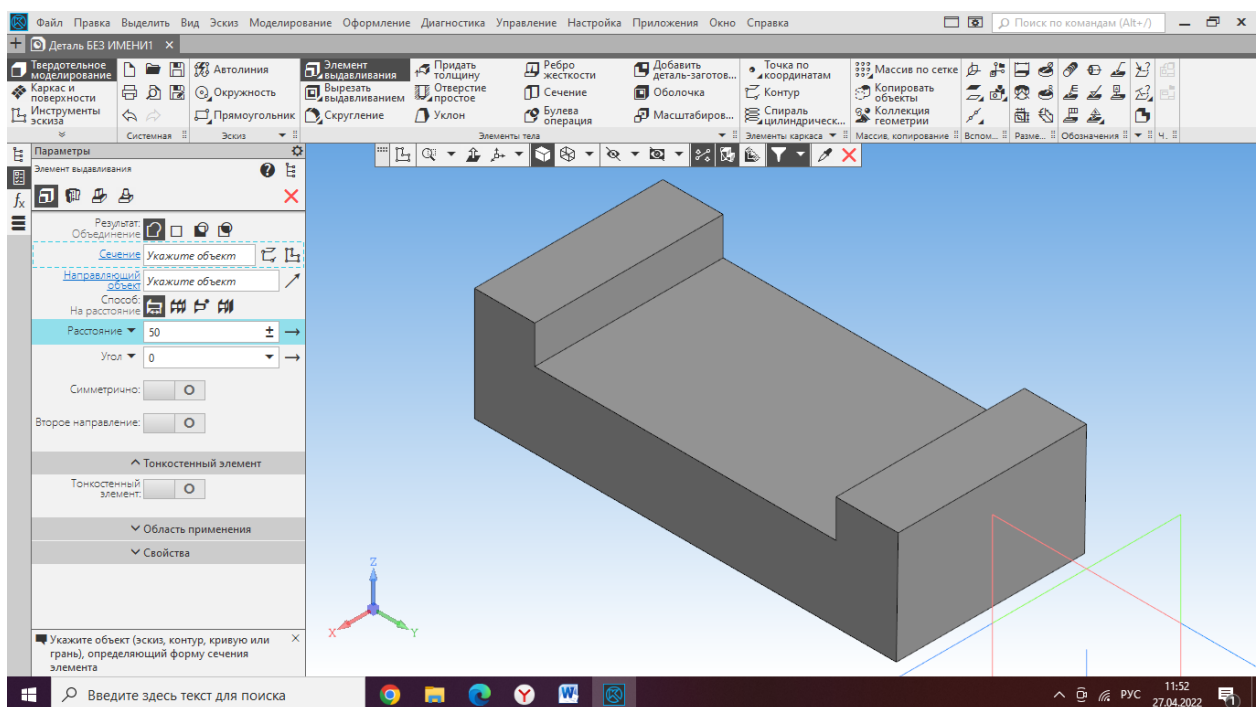 Файл Правка Выделить Вид Эскиз Моделирование Оформление Диагностика Управление Настройка Приложения Окно Справка Поиск по командам (Alt+/)
Деталь БЕЗ ИМЕНИ1
Твердотельное моделирование
Каркас и поверхности
Инструменты эскиза
Системная
Автолиния
Окружность
Прямоугольник
Эскиз
Элемент выдавливания
Вырезать выдавливанием
Скругление
Придать толщину
Отверстие простое
Уклон
Ребро жесткости
Сечение
Булева операция
Добавить деталь-заготов...
Оболочка
Масштабиров...
Элементы тела
Точка по координатам
Контур
Спираль цилиндрическ...
Элементы каркаса
Массив по сетке
Копировать объекты
Коллекция геометрии
Массив, копирование
Вспом...
Разме...
Обозначения
Ч...
Параметры
Элемент выдавливания
Результат: Объединение
Сечение Укажите объект
Направляющий объект Укажите объект
Способ: На расстояние
Расстояние 50
Угол 0
Симметрично:
Второе направление:
Тонкостенный элемент
Тонкостенный элемент:
Область применения
Свойства
Укажите объект (эскиз, контур, кривую или
грань), определяющий форму сечения
элемента
Z
X
Y
Введите здесь текст для поиска
РУС
11:52
27.04.2022